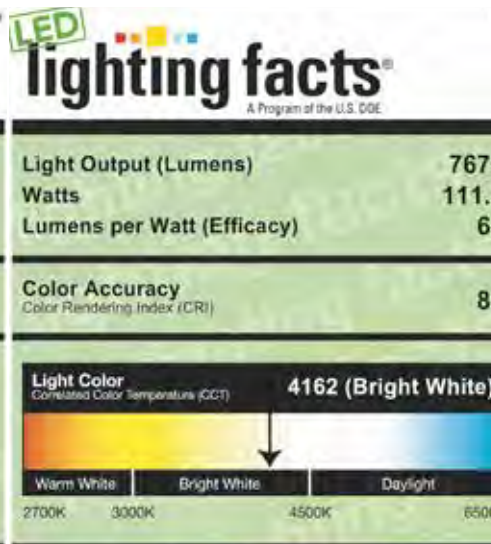 LED
lighting facts®
A Program of the U.S. DOE
Light Output (Lumens) 767
Watts 111.
Lumens per Watt (Efficacy) 6
Color Accuracy 8
Color Rendering Index (CRI)
Light Color 4162 (Bright White)
Correlated Color Temperature (CCT)
Warm White Bright White Daylight
2700K 3000K 4500K 650